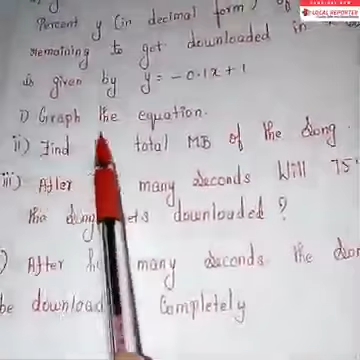 LOCAL REPORTER
Percent y (in decimal form) of
remaining to get downloaded in
is given by y = -0.1x + 1
i) Graph the equation.
ii) Find total MB of the song
iii) After many seconds will 75
the song gets downloaded ?
) After many seconds the
be download completely